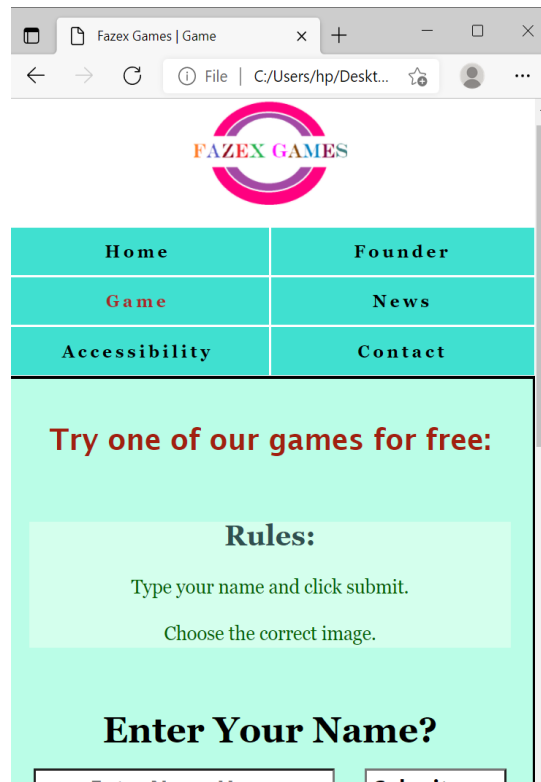 Fazex Games | Game
File | C:/Users/hp/Deskt...
FAZEX GAMES
Home Founder
Game News
Accessibility Contact
Try one of our games for free:
Rules:
Type your name and click submit.
Choose the correct image.
Enter Your Name?